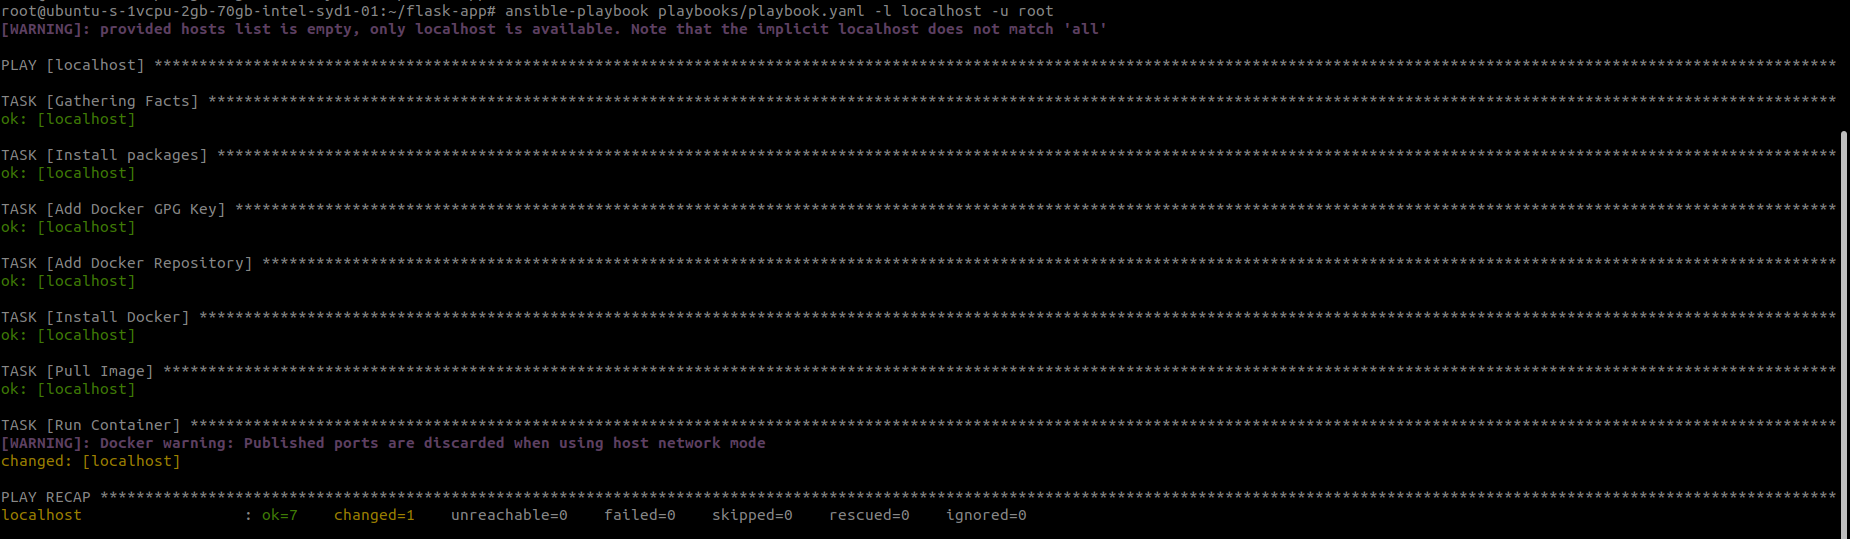 root@ubuntu-s-1vcpu-2gb-70gb-intel-syd1-01:~/flask-app# ansible-playbook playbooks/playbook.yaml -l localhost -u root
[WARNING]: provided hosts list is empty, only localhost is available. Note that the implicit localhost does not match 'all'
PLAY [localhost] ***********************************************************************************************************************************************************************************************
TASK [Gathering Facts] *****************************************************************************************************************************************************************************************
ok: [localhost]
TASK [Install packages] ****************************************************************************************************************************************************************************************
ok: [localhost]
TASK [Add Docker GPG Key] **************************************************************************************************************************************************************************************
ok: [localhost]
TASK [Add Docker Repository] ***********************************************************************************************************************************************************************************
ok: [localhost]
TASK [Install Docker] ******************************************************************************************************************************************************************************************
ok: [localhost]
TASK [Pull Image] **********************************************************************************************************************************************************************************************
ok: [localhost]
TASK [Run Container] *******************************************************************************************************************************************************************************************
[WARNING]: Docker warning: Published ports are discarded when using host network mode
changed: [localhost]
PLAY RECAP *****************************************************************************************************************************************************************************************************
localhost                  : ok=7    changed=1    unreachable=0    failed=0    skipped=0    rescued=0    ignored=0